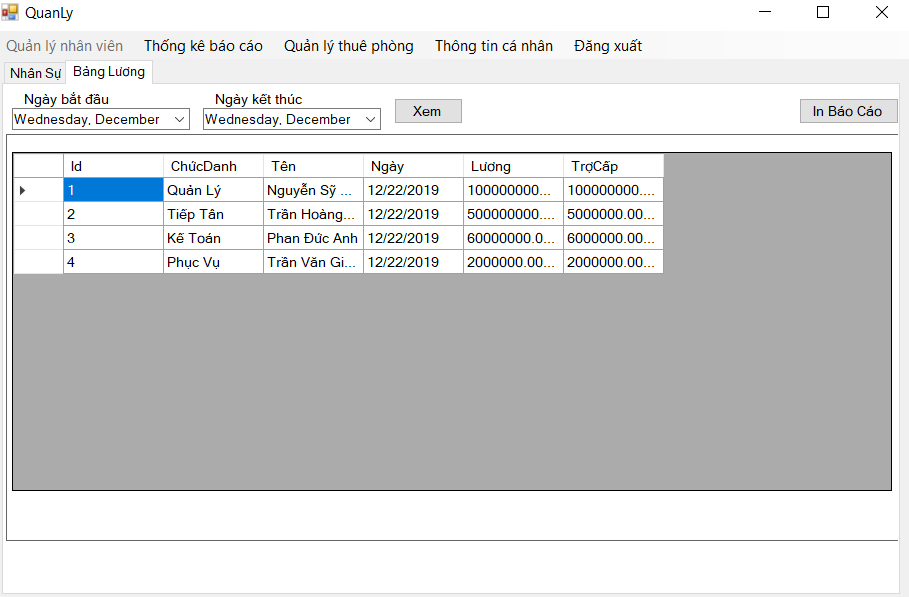 QuanLy
Quản lý nhân viên Thống kê báo cáo Quản lý thuê phòng Thông tin cá nhân Đăng xuất
Nhân Sự Bảng Lương
Ngày bắt đầu Ngày kết thúc
Wednesday, December Wednesday, December Xem In Báo Cáo
Id ChứcDanh Tên Ngày Lương TrợCấp
1 Quản Lý Nguyễn Sỹ ... 12/22/2019 100000000... 100000000....
2 Tiếp Tân Trần Hoàng... 12/22/2019 500000000.... 5000000.00...
3 Kế Toán Phan Đức Anh 12/22/2019 60000000.0... 6000000.00...
4 Phục Vụ Trần Văn Gi... 12/22/2019 2000000.00... 2000000.00...